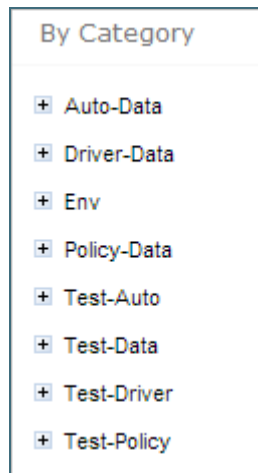 By Category
Auto-Data
Driver-Data
Env
Policy-Data
Test-Auto
Test-Data
Test-Driver
Test-Policy